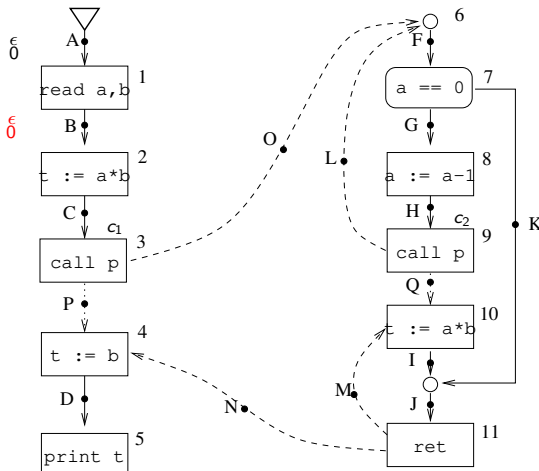 A
ϵ
0
1
read a,b
B
ϵ
0
2
t := a*b
C
c1
3
call p
P
4
t := b
D
5
print t
O
L
N
M
6
F
7
a == 0
G
8
a := a-1
H
c2
9
call p
K
Q
10
t := a*b
I
J
11
ret